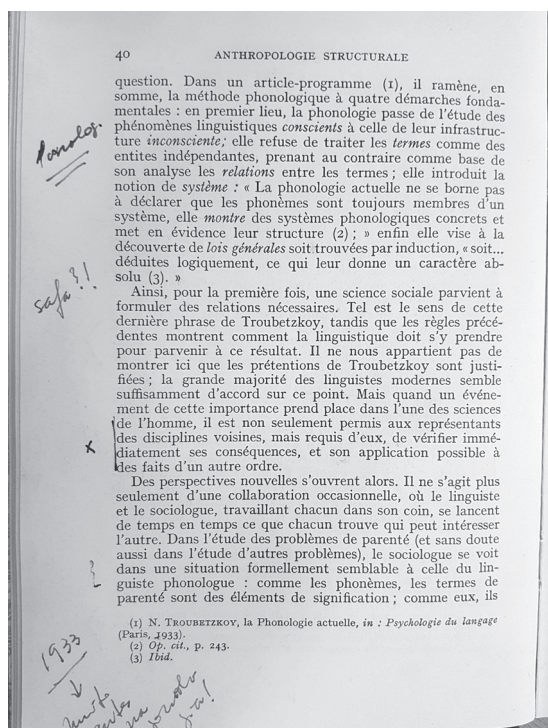 40 ANTHROPOLOGIE STRUCTURALE
question. Dans un article-programme (1), il ramène, en
somme, la méthode phonologique à quatre démarches fonda-
mentales : en premier lieu, la phonologie passe de l'étude des
phénomènes linguistiques conscients à celle de leur infrastruc-
ture inconsciente; elle refuse de traiter les termes comme des
entités indépendantes, prenant au contraire comme base de
son analyse les relations entre les termes ; elle introduit la
notion de système : « La phonologie actuelle ne se borne pas
à déclarer que les phonèmes sont toujours membres d'un
système, elle montre des systèmes phonologiques concrets et
met en évidence leur structure (2) ; » enfin elle vise à la
découverte de lois générales soit trouvées par induction, « soit...
déduites logiquement, ce qui leur donne un caractère ab-
solu (3). »
safa?!
Ainsi, pour la première fois, une science sociale parvient à
formuler des relations nécessaires. Tel est le sens de cette
dernière phrase de Troubetzkoy, tandis que les règles précé-
dentes montrent comment la linguistique doit s'y prendre
pour parvenir à ce résultat. Il ne nous appartient pas de
montrer ici que les prétentions de Troubetzkoy sont justi-
fiées ; la grande majorité des linguistes modernes semble
suffisamment d'accord sur ce point. Mais quand un événe-
ment de cette importance prend place dans l'une des sciences
de l'homme, il est non seulement permis aux représentants
des disciplines voisines, mais requis d'eux, de vérifier immé-
diatement ses conséquences, et son application possible à
des faits d'un autre ordre.
x
Des perspectives nouvelles s'ouvrent alors. Il ne s'agit plus
seulement d'une collaboration occasionnelle, où le linguiste
et le sociologue, travaillant chacun dans son coin, se lancent
de temps en temps ce que chacun trouve qui peut intéresser
l'autre. Dans l'étude des problèmes de parenté (et sans doute
aussi dans l'étude d'autres problèmes), le sociologue se voit
dans une situation formellement semblable à celle du lin-
guiste phonologue : comme les phonèmes, les termes de
parenté sont des éléments de signification ; comme eux, ils
(1) N. TROUBETZKOY, la Phonologie actuelle, in : Psychologie du langage
(Paris, 1933).
(2) Op. cit., p. 243.
(3) Ibid.
1933